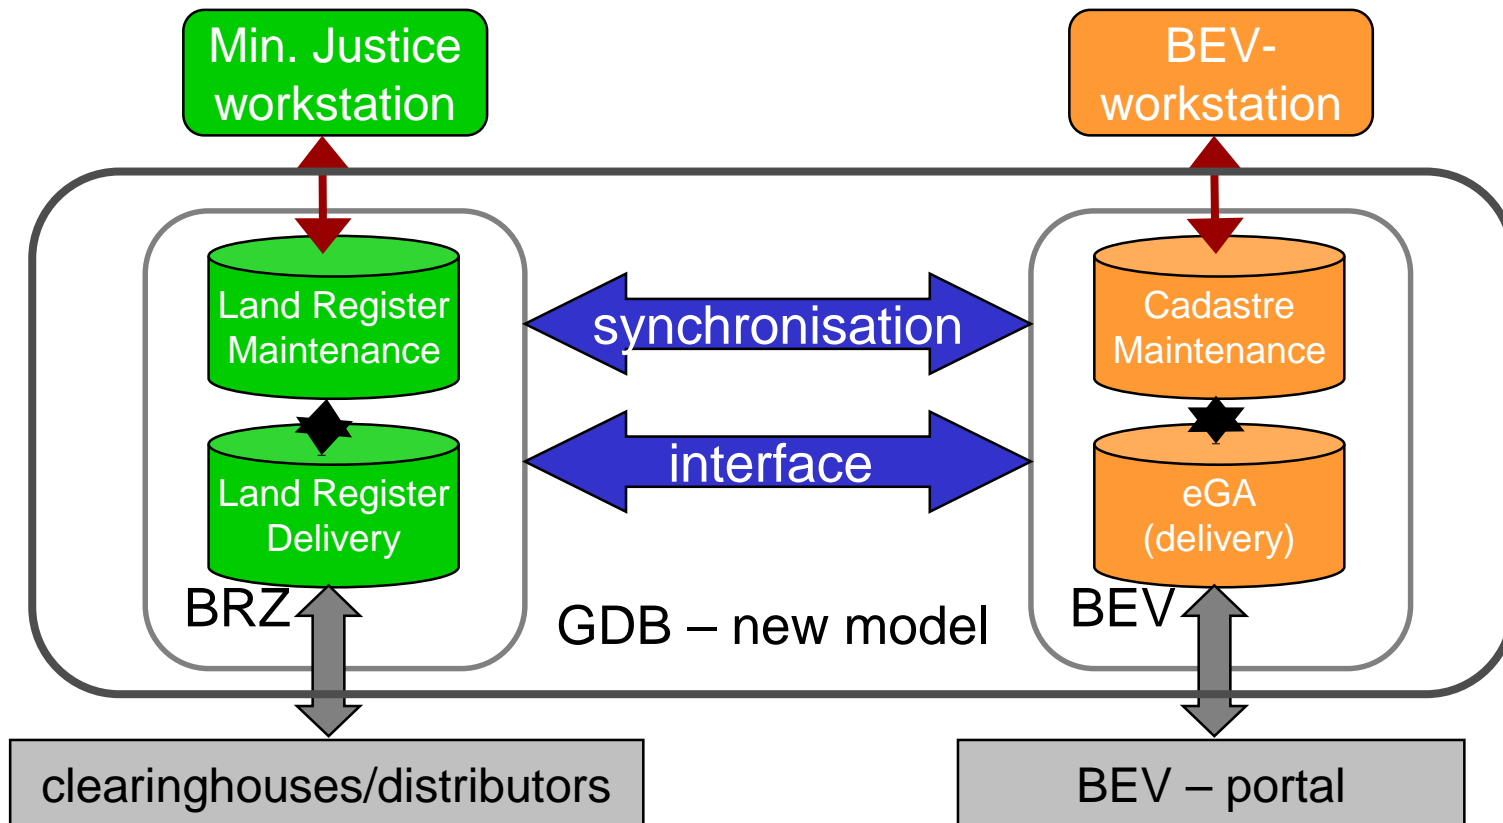 Min. Justice
workstation
BEV-
workstation
Land Register
Maintenance
synchronisation
Cadastre
Maintenance
interface
Land Register
Delivery
eGA
(delivery)
BRZ
GDB – new model
BEV
clearinghouses/distributors
BEV – portal